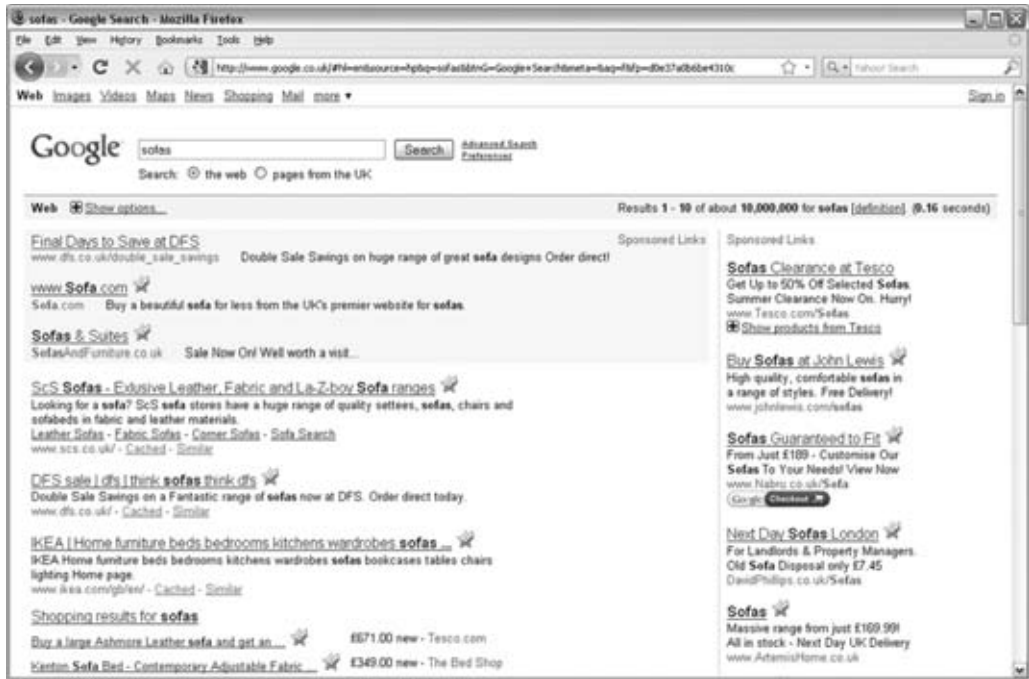 sofas - Google Search - Mozilla Firefox
File Edit View History Bookmarks Tools Help
Yahoo! Search
Web Images Videos Maps News Shopping Mail more ▼
Sign in
Google
sofas
Search
Advanced Search
Preferences
Search: the web pages from the UK
Web Show options...
Results 1 - 10 of about 10,000,000 for sofas [definition]. (0.16 seconds)
Sponsored Links
Final Days to Save at DFS
www.dfs.co.uk/double_sale_savings Double Sale Savings on huge range of great sofa designs Order direct!
www.Sofa.com
Sofa.com Buy a beautiful sofa for less from the UK's premier website for sofas.
Sofas & Suites
SofasAndFurniture.co.uk Sale Now On! Well worth a visit...
ScS Sofas - Exlusive Leather, Fabric and La-Z-boy Sofa ranges
Looking for a sofa? ScS sofa stores have a huge range of quality settees, sofas, chairs and
sofabeds in fabric and leather materials.
Leather Sofas - Fabric Sofas - Corner Sofas - Sofa Search
www.scs.co.uk/ - Cached - Similar
DFS sale | dfs | think sofas think dfs
Double Sale Savings on a Fantastic range of sofas now at DFS. Order direct today.
www.dfs.co.uk/ - Cached - Similar
IKEA | Home furniture beds bedrooms kitchens wardrobes sofas ...
IKEA Home furniture beds bedrooms kitchens wardrobes sofas bookcases tables chairs
lighting Home page.
www.ikea.com/gb/en/ - Cached - Similar
Shopping results for sofas
Buy a large Ashmore Leather sofa and get an ... £671.00 new - Tesco.com
Kenton Sofa Bed - Contemporary Adjustable Fabric ... £349.00 new - The Bed Shop
Sponsored Links
Sofas Clearance at Tesco
Get Up to 50% Off Selected Sofas.
Summer Clearance Now On. Hurry!
www.Tesco.com/Sofas
Show products from Tesco
Buy Sofas at John Lewis
High quality, comfortable sofas in
a range of styles. Free Delivery!
www.johnlewis.com/sofas
Sofas Guaranteed to Fit
From Just £189 - Customise Our
Sofas To Your Needs! View Now
www.Nabru.co.uk/Sofa
Google Checkout
Next Day Sofas London
For Landlords & Property Managers.
Old Sofa Disposal only £7.45
DavidPhillips.co.uk/Sofas
Sofas
Massive range from just £169.99!
All in stock - Next Day UK Delivery
www.ArtemisHome.co.uk